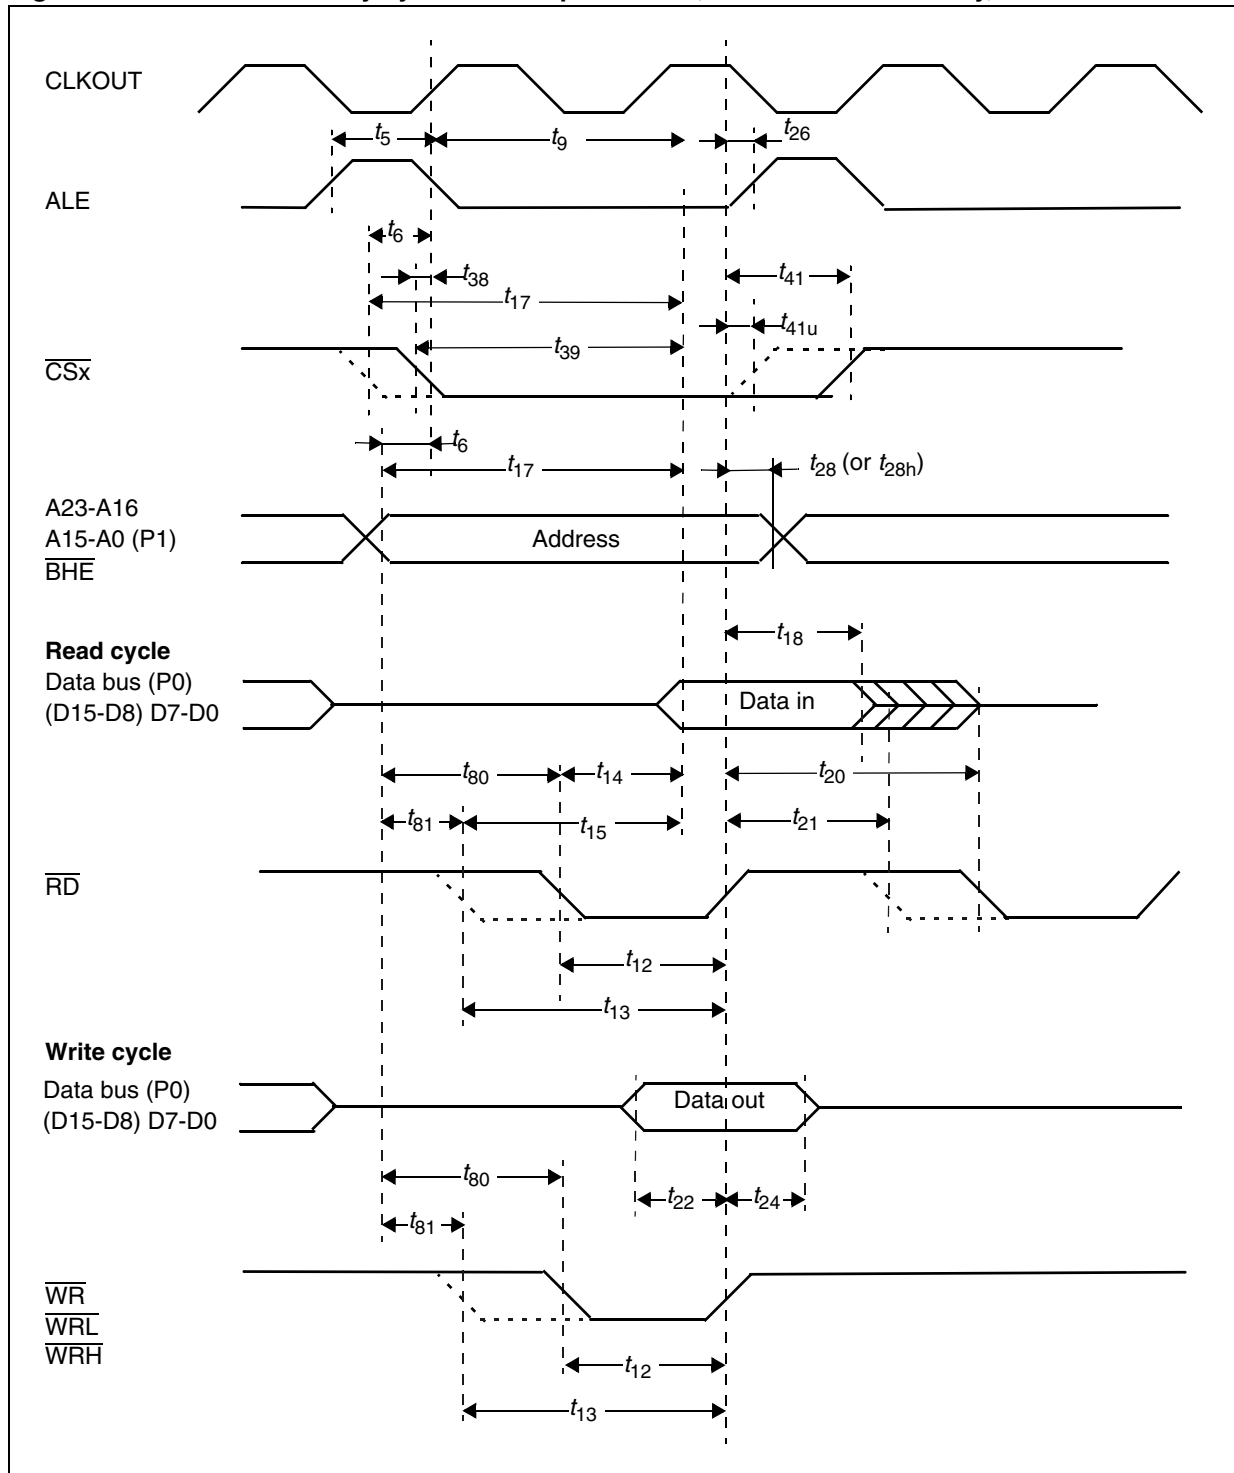 CLKOUT
t5
t9
t26
ALE
t6
t38
t41
t17
t41u
t39
CSx
t6
t17
t28 (or t28h)
A23-A16
A15-A0 (P1)
Address
BHE
t18
Read cycle
Data bus (P0)
Data in
(D15-D8) D7-D0
t80
t14
t20
t81
t15
t21
RD
t12
t13
Write cycle
Data bus (P0)
Data out
(D15-D8) D7-D0
t80
t22
t24
t81
WR
WRL
WRH
t12
t13